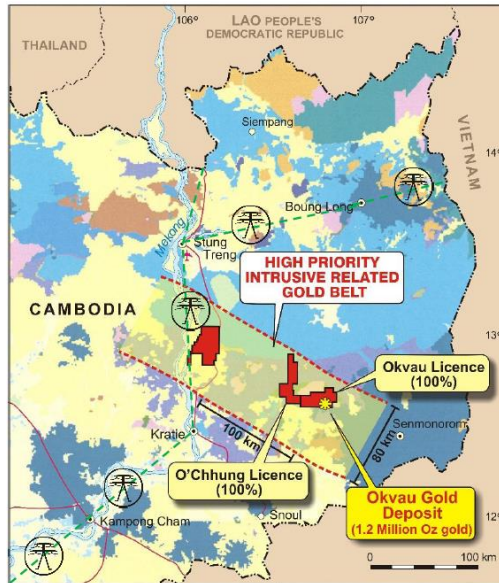 106°
107°
LAO PEOPLE'S
DEMOCRATIC REPUBLIC
THAILAND
Siempang
VIETNAM
14°
Boung Long
Mekong
Stung
Treng
HIGH PRIORITY
INTRUSIVE RELATED
GOLD BELT
CAMBODIA
13°
Okvau Licence
(100%)
Kratie
100 km
80 km
Senmonorom
O'Chhung Licence
(100%)
Okvau Gold
Deposit
(1.2 Million Oz gold)
Snoul
Kampong Cham
12°
0
100 km